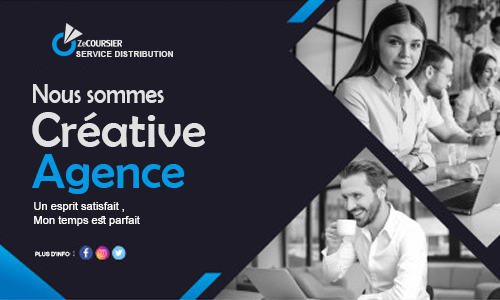 ZeCOURSIER
SERVICE DISTRIBUTION
Nous sommes
Créative
Agence
Un esprit satisfait ,
Mon temps est parfait
PLUS D'INFO :